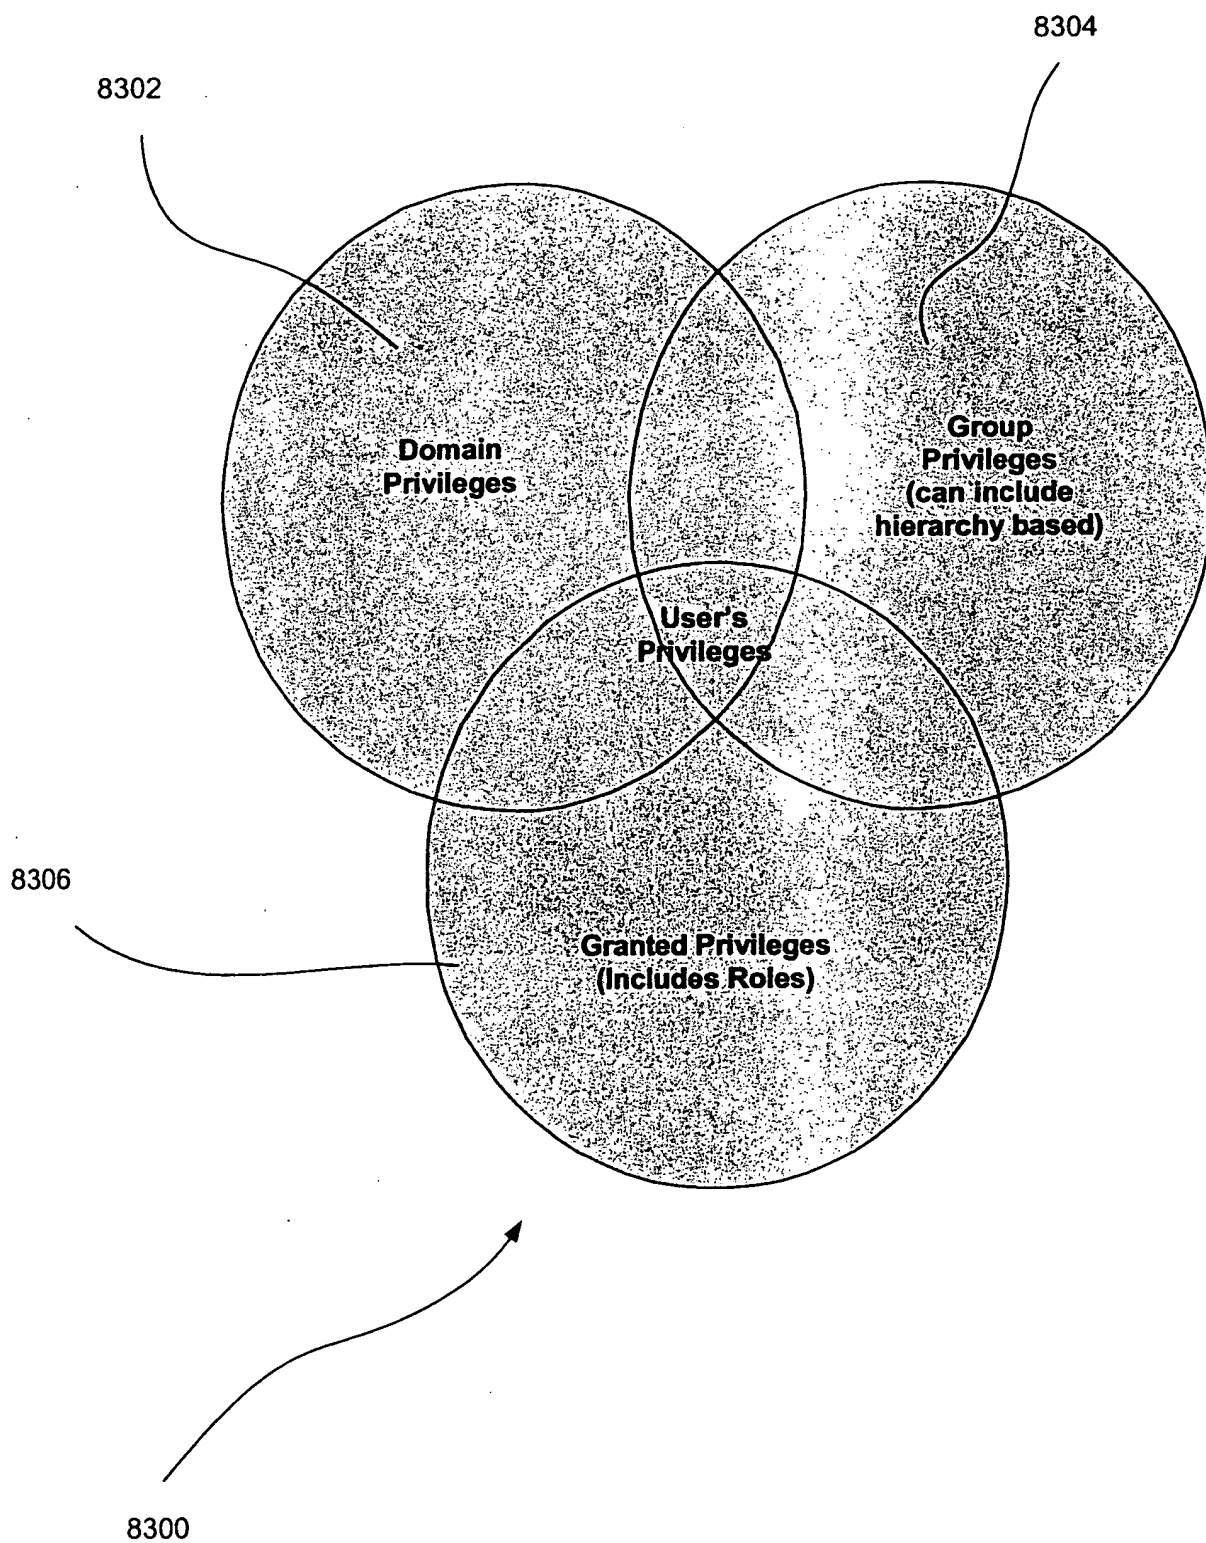 8304
8302
Domain
Privileges
Group
Privileges
(can include
hierarchy based)
User's
Privileges
8306
Granted Privileges
(Includes Roles)
8300